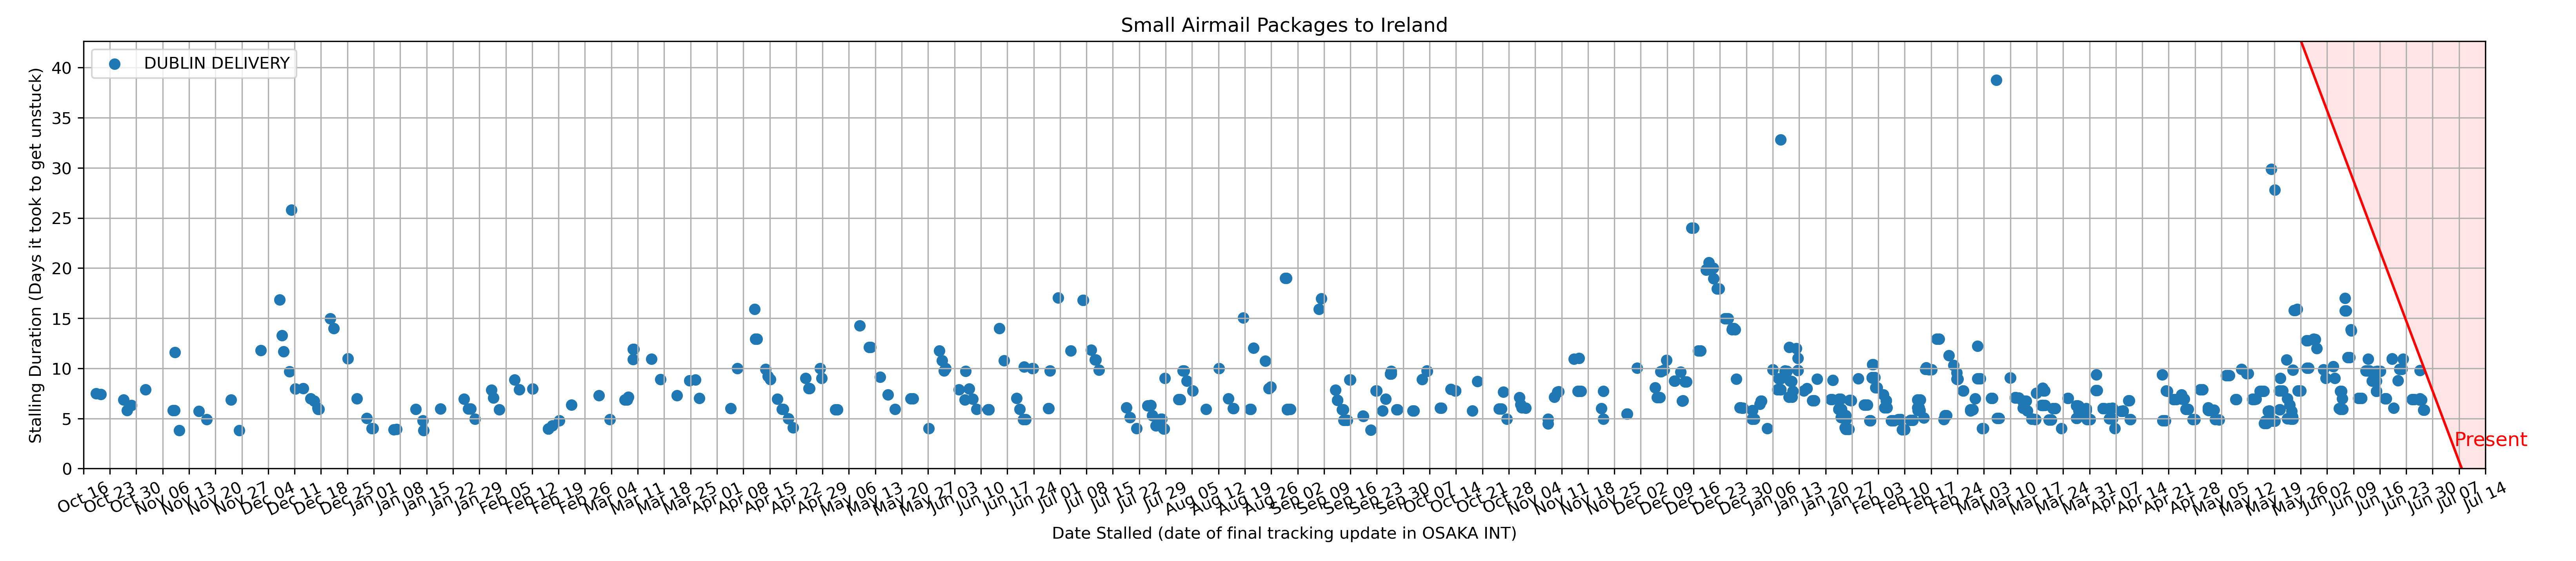 Small Airmail Packages to Ireland
DUBLIN DELIVERY
Stalling Duration (Days it took to get unstuck)
40
35
30
25
20
15
10
5
0
Present
Oct 16
Oct 23
Oct 30
Nov 06
Nov 13
Nov 20
Nov 27
Dec 04
Dec 11
Dec 18
Dec 25
Jan 01
Jan 08
Jan 15
Jan 22
Jan 29
Feb 05
Feb 12
Feb 19
Feb 26
Mar 04
Mar 11
Mar 18
Mar 25
Apr 01
Apr 08
Apr 15
Apr 22
Apr 29
May 06
May 13
May 20
May 27
Jun 03
Jun 10
Jun 17
Jun 24
Jul 01
Jul 08
Jul 15
Jul 22
Jul 29
Aug 05
Aug 12
Aug 19
Aug 26
Sep 02
Sep 09
Sep 16
Sep 23
Sep 30
Oct 07
Oct 14
Oct 21
Oct 28
Nov 04
Nov 11
Nov 18
Nov 25
Dec 02
Dec 09
Dec 16
Dec 23
Dec 30
Jan 06
Jan 13
Jan 20
Jan 27
Feb 03
Feb 10
Feb 17
Feb 24
Mar 03
Mar 10
Mar 17
Mar 24
Mar 31
Apr 07
Apr 14
Apr 21
Apr 28
May 05
May 12
May 19
May 26
Jun 02
Jun 09
Jun 16
Jun 23
Jun 30
Jul 07
Jul 14
Date Stalled (date of final tracking update in OSAKA INT)